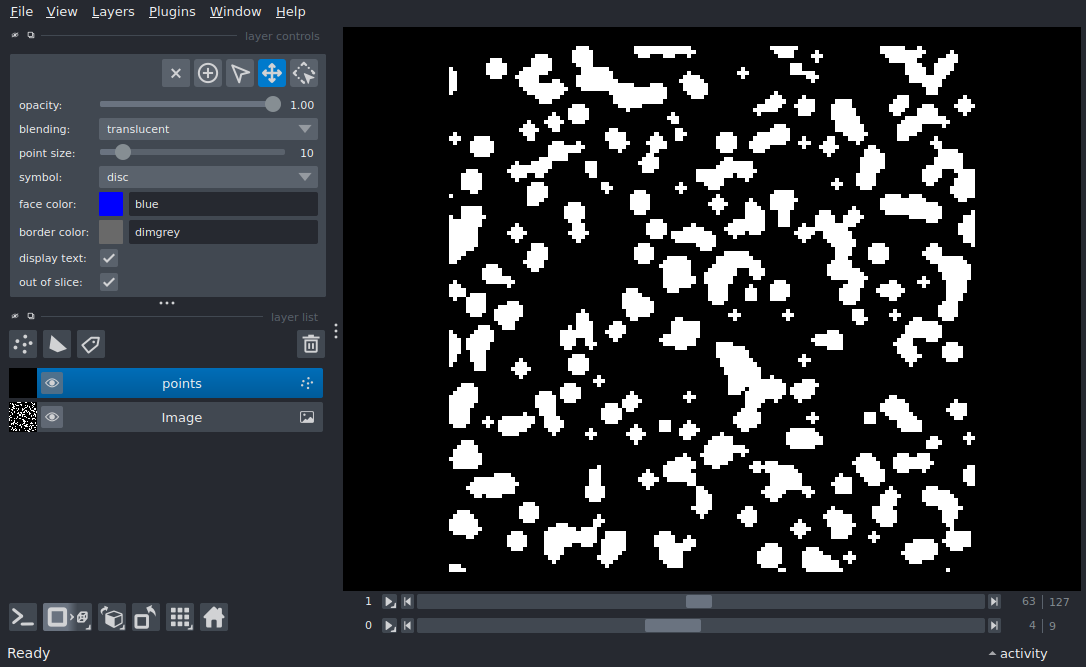 File View Layers Plugins Window Help
layer controls
opacity: 1.00
blending: translucent
point size: 10
symbol: disc
face color: blue
border color: dimgrey
display text:
out of slice:
layer list
points
Image
1 63 127
0 4 9
Ready activity